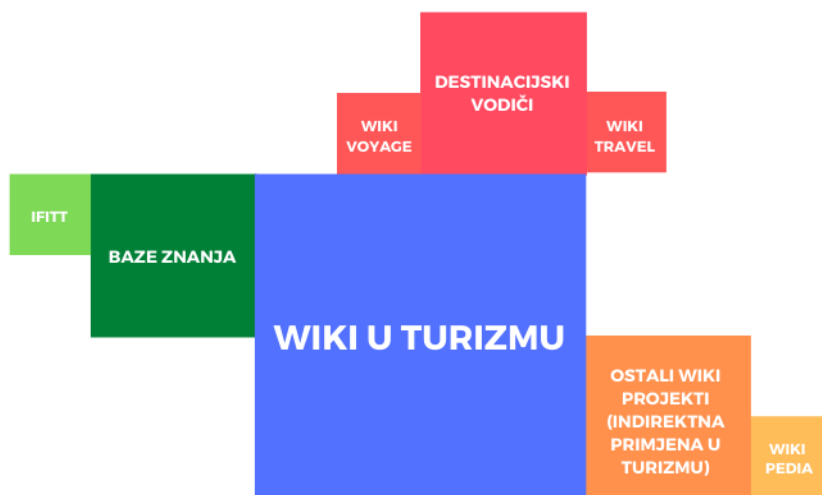 DESTINACIJSKI
VODIČI
WIKI
VOYAGE
WIKI
TRAVEL
IFITT
BAZE ZNANJA
WIKI U TURIZMU
OSTALI WIKI
PROJEKTI
(INDIREKTNA
PRIMJENA U
TURIZMU)
WIKI
PEDIA